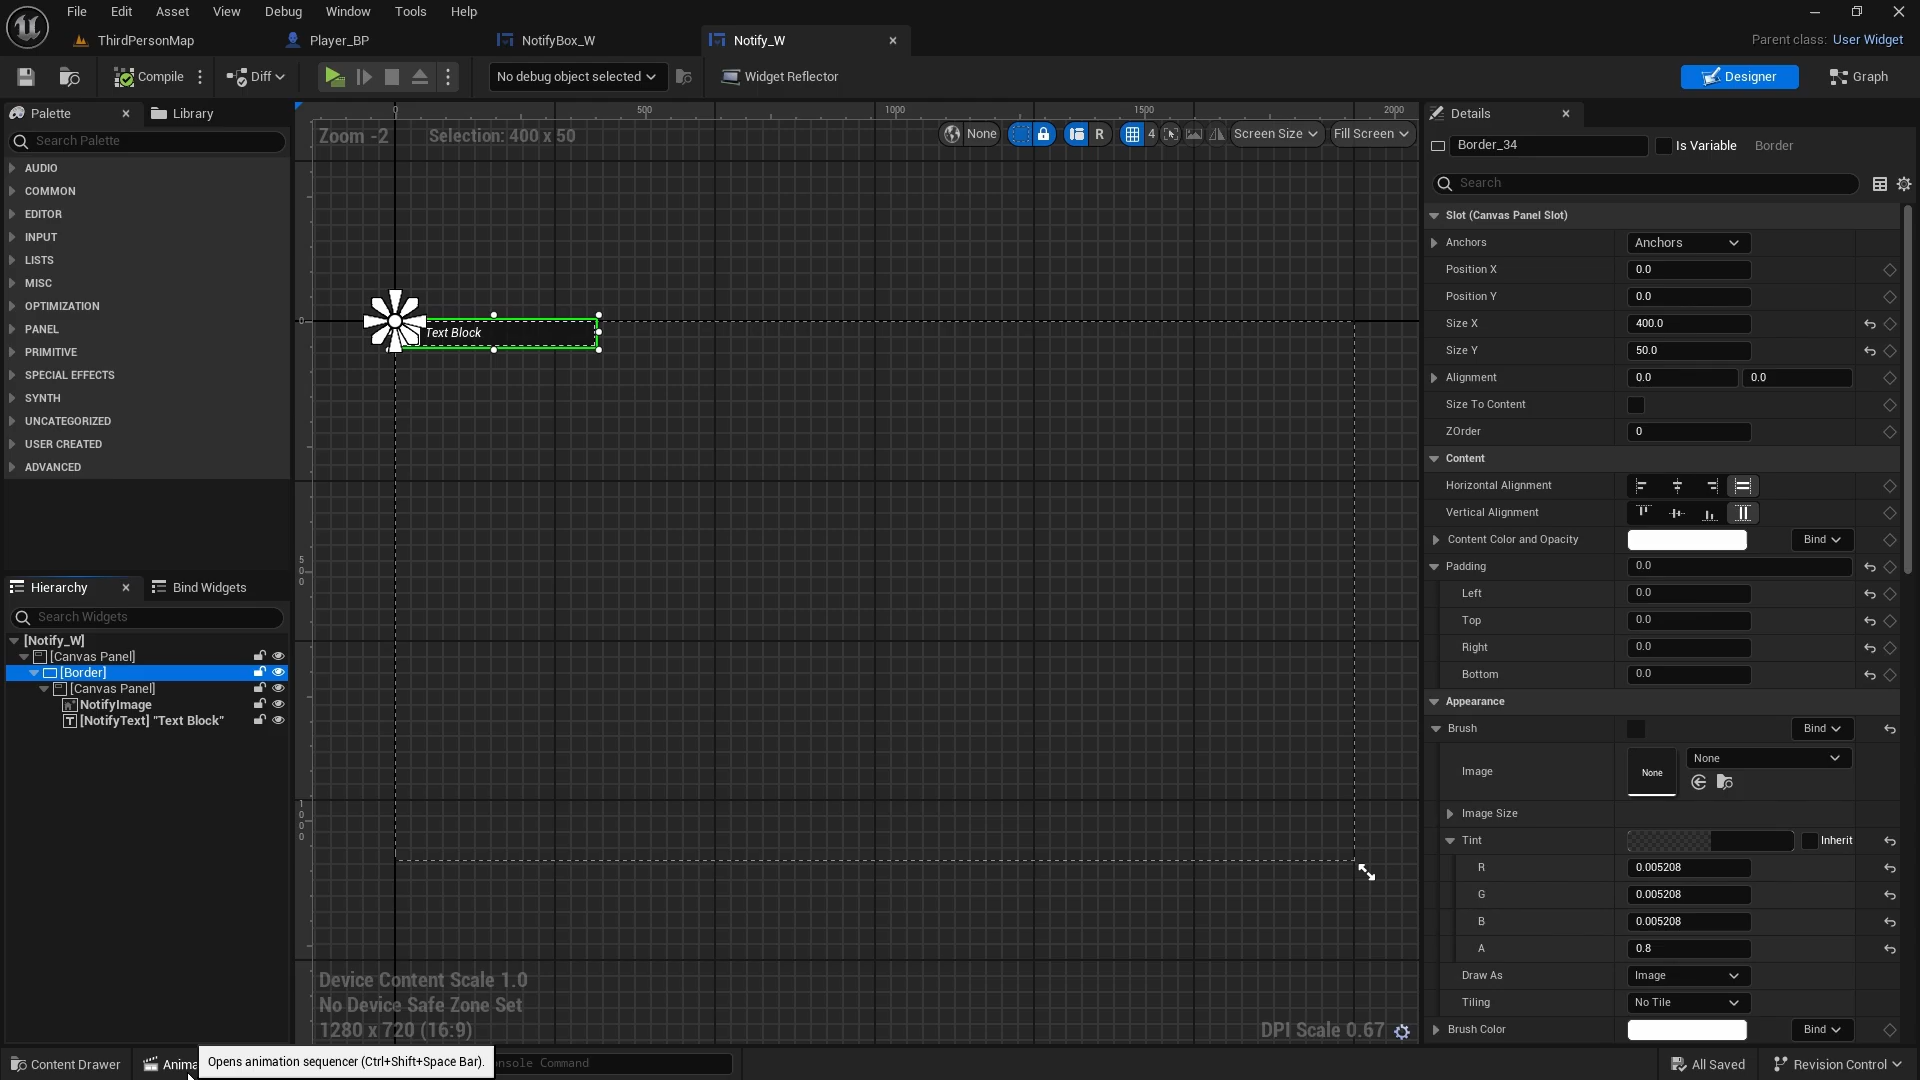 File Edit Asset View Debug Window Tools Help
ThirdPersonMap Player_BP NotifyBox_W Notify_W
Parent class: User Widget
Compile Diff No debug object selected Widget Reflector Designer Graph
Palette Library
Search Palette
AUDIO
COMMON
EDITOR
INPUT
LISTS
MISC
OPTIMIZATION
PANEL
PRIMITIVE
SPECIAL EFFECTS
SYNTH
UNCATEGORIZED
USER CREATED
ADVANCED
Hierarchy Bind Widgets
Search Widgets
[Notify_W]
[Canvas Panel]
[Border]
[Canvas Panel]
NotifyImage
[NotifyText] "Text Block"
0 500 1000 1500 2000
Zoom -2 Selection: 400 x 50
None R 4 Screen Size Fill Screen
0
Text Block
500
1000
Device Content Scale 1.0
No Device Safe Zone Set
1280 x 720 (16:9)
DPI Scale 0.67
Details
Border_34 Is Variable Border
Search
Slot (Canvas Panel Slot)
Anchors Anchors
Position X 0.0
Position Y 0.0
Size X 400.0
Size Y 50.0
Alignment 0.0 0.0
Size To Content
ZOrder 0
Content
Horizontal Alignment
Vertical Alignment
Content Color and Opacity Bind
Padding 0.0
Left 0.0
Top 0.0
Right 0.0
Bottom 0.0
Appearance
Brush Bind
Image None None
Image Size
Tint Inherit
R 0.005208
G 0.005208
B 0.005208
A 0.8
Draw As Image
Tiling No Tile
Brush Color Bind
Content Drawer Anima Opens animation sequencer (Ctrl+Shift+Space Bar). nsole Command All Saved Revision Control